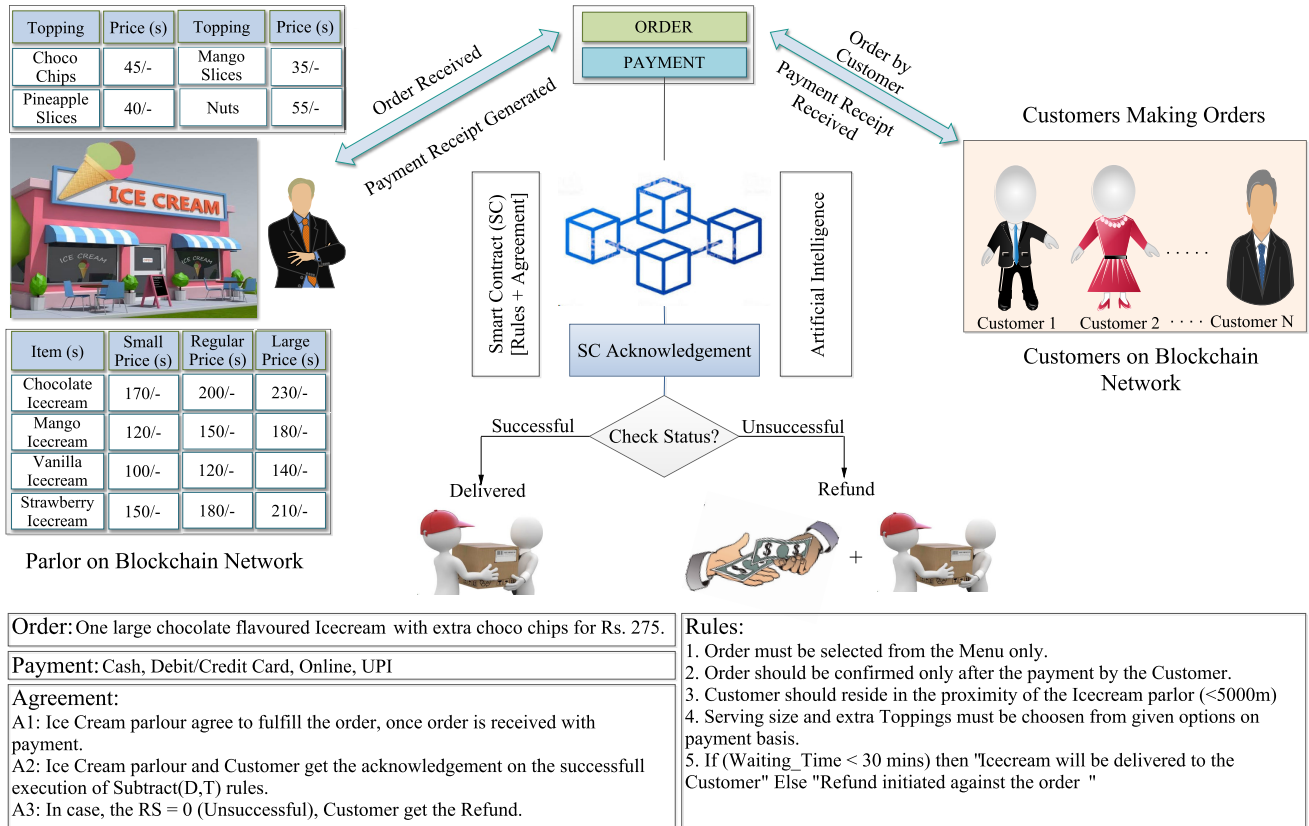 Topping Price (s) Topping Price (s)
Choco
Chips
45/-
Mango
Slices
35/-
Pineapple
Slices
40/-
Nuts
55/-
ORDER
PAYMENT
Order Received
Payment Receipt Generated
Order by
Customer
Payment Receipt
Received
Customers Making Orders
ICE CREAM
ICE CREAM
ICE CREAM
Smart Contract (SC)
[Rules + Agreement]
Artificial Intelligence
Customer 1 Customer 2 · · · · Customer N
Customers on Blockchain
Network
SC Acknowledgement
Check Status?
Successful
Unsuccessful
Delivered
Refund
+
Item (s)
Small
Price (s)
Regular
Price (s)
Large
Price (s)
Chocolate
Icecream
170/- 200/- 230/-
Mango
Icecream
120/- 150/- 180/-
Vanilla
Icecream
100/- 120/- 140/-
Strawberry
Icecream
150/- 180/- 210/-
Parlor on Blockchain Network
Order: One large chocolate flavoured Icecream with extra choco chips for Rs. 275.
Payment: Cash, Debit/Credit Card, Online, UPI
Agreement:
A1: Ice Cream parlour agree to fulfill the order, once order is received with
payment.
A2: Ice Cream parlour and Customer get the acknowledgement on the successfull
execution of Subtract(D,T) rules.
A3: In case, the RS = 0 (Unsuccessful), Customer get the Refund.
Rules:
1. Order must be selected from the Menu only.
2. Order should be confirmed only after the payment by the Customer.
3. Customer should reside in the proximity of the Icecream parlor (<5000m)
4. Serving size and extra Toppings must be choosen from given options on
payment basis.
5. If (Waiting_Time < 30 mins) then "Icecream will be delivered to the
Customer" Else "Refund initiated against the order "